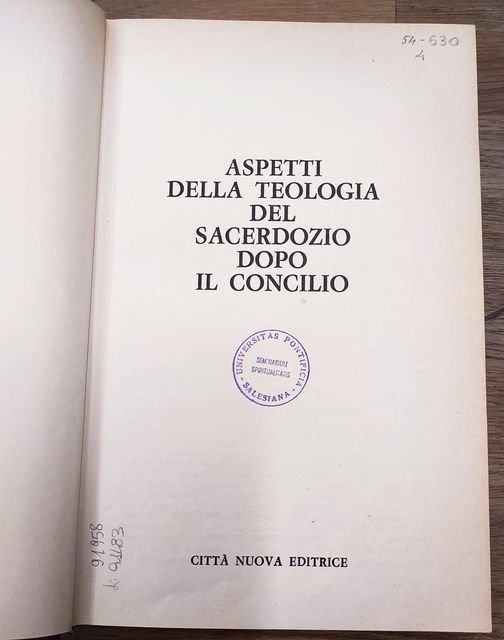 54-530
4
ASPETTI
DELLA TEOLOGIA
DEL
SACERDOZIO
DOPO
IL CONCILIO
UNIVERSITAS PONTIFICIA
SALESIANA
SEMINARIUM
SPIRITUALITATIS
91958
CITTÀ NUOVA EDITRICE